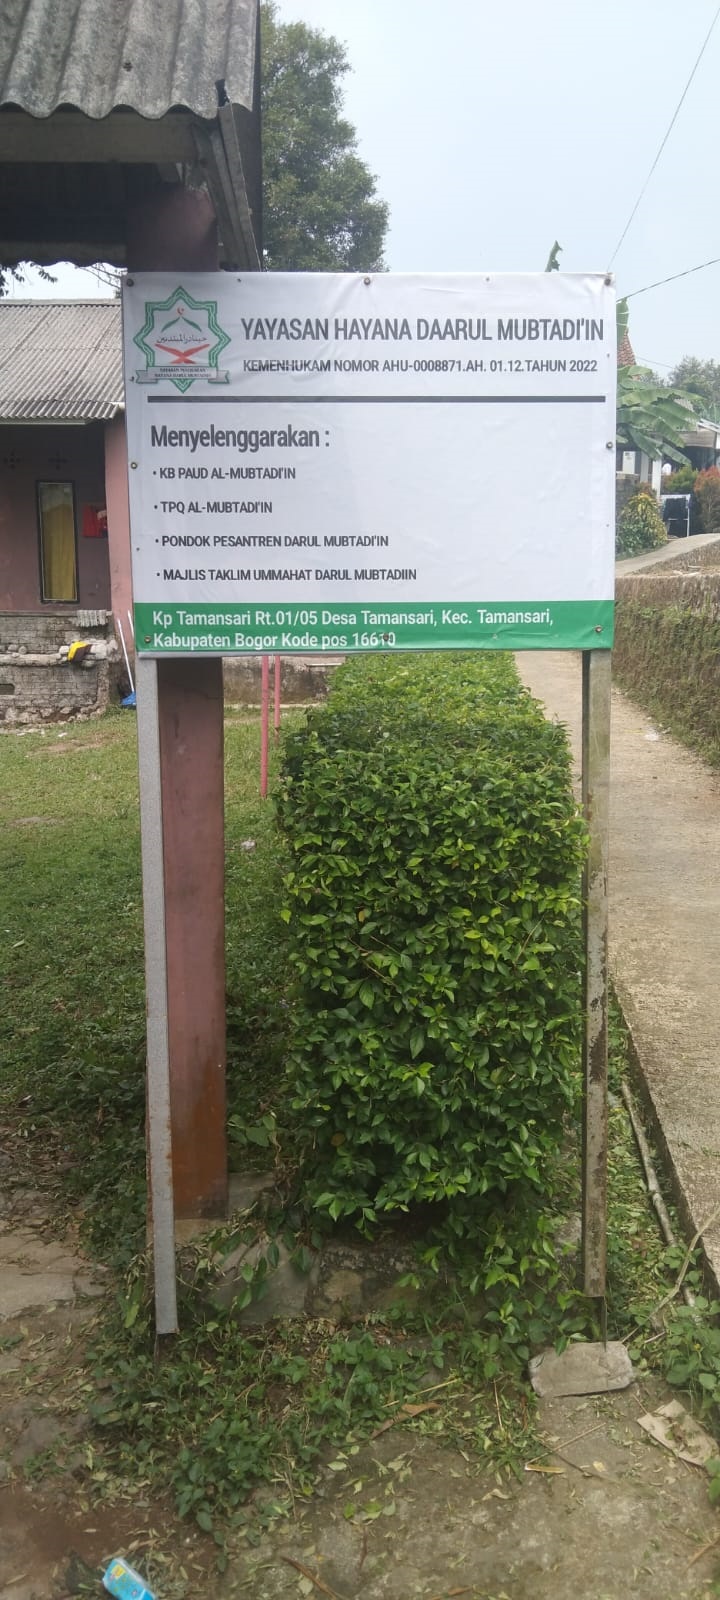 YAYASAN HAYANA DAARUL MUBTADI'IN
KEMENHUKAM NOMOR AHU-0008871.AH. 01.12.TAHUN 2022
Menyelenggarakan :
• KB PAUD AL-MUBTADI'IN
• TPQ AL-MUBTADI'IN
• PONDOK PESANTREN DARUL MUBTADI'IN
• MAJLIS TAKLIM UMMAHAT DARUL MUBTADIIN
Kp Tamansari Rt.01/05 Desa Tamansari, Kec. Tamansari,
Kabupaten Bogor Kode pos 16610